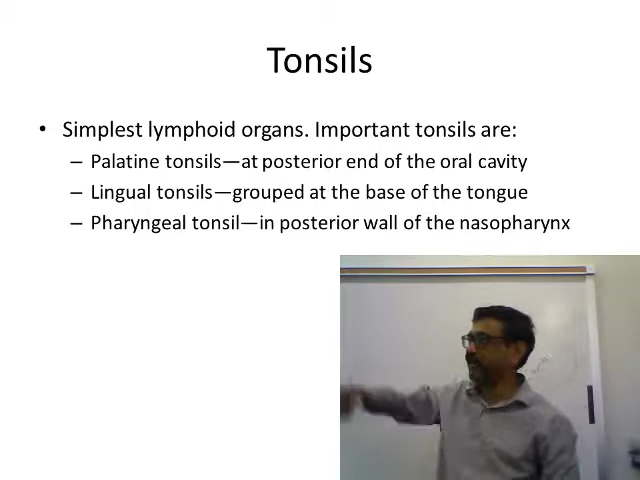 Tonsils
• Simplest lymphoid organs. Important tonsils are:
– Palatine tonsils—at posterior end of the oral cavity
– Lingual tonsils—grouped at the base of the tongue
– Pharyngeal tonsil—in posterior wall of the nasopharynx